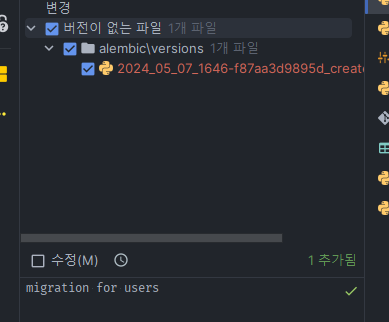 변경
버전이 없는 파일 1개 파일
alembic\versions 1개 파일
2024_05_07_1646-f87aa3d9895d_create
수정(M)
1 추가됨
migration for users